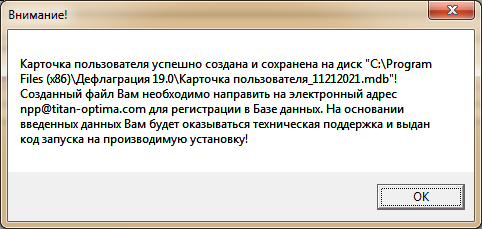 Внимание!
Карточка пользователя успешно создана и сохранена на диск "C:\Program
Files (x86)\Дефлаграция 19.0\Карточка пользователя_11212021.mdb"!
Созданный файл Вам необходимо направить на электронный адрес
npp@titan-optima.com для регистрации в Базе данных. На основании
введенных данных Вам будет оказываться техническая поддержка и выдан
код запуска на производимую установку!
OK